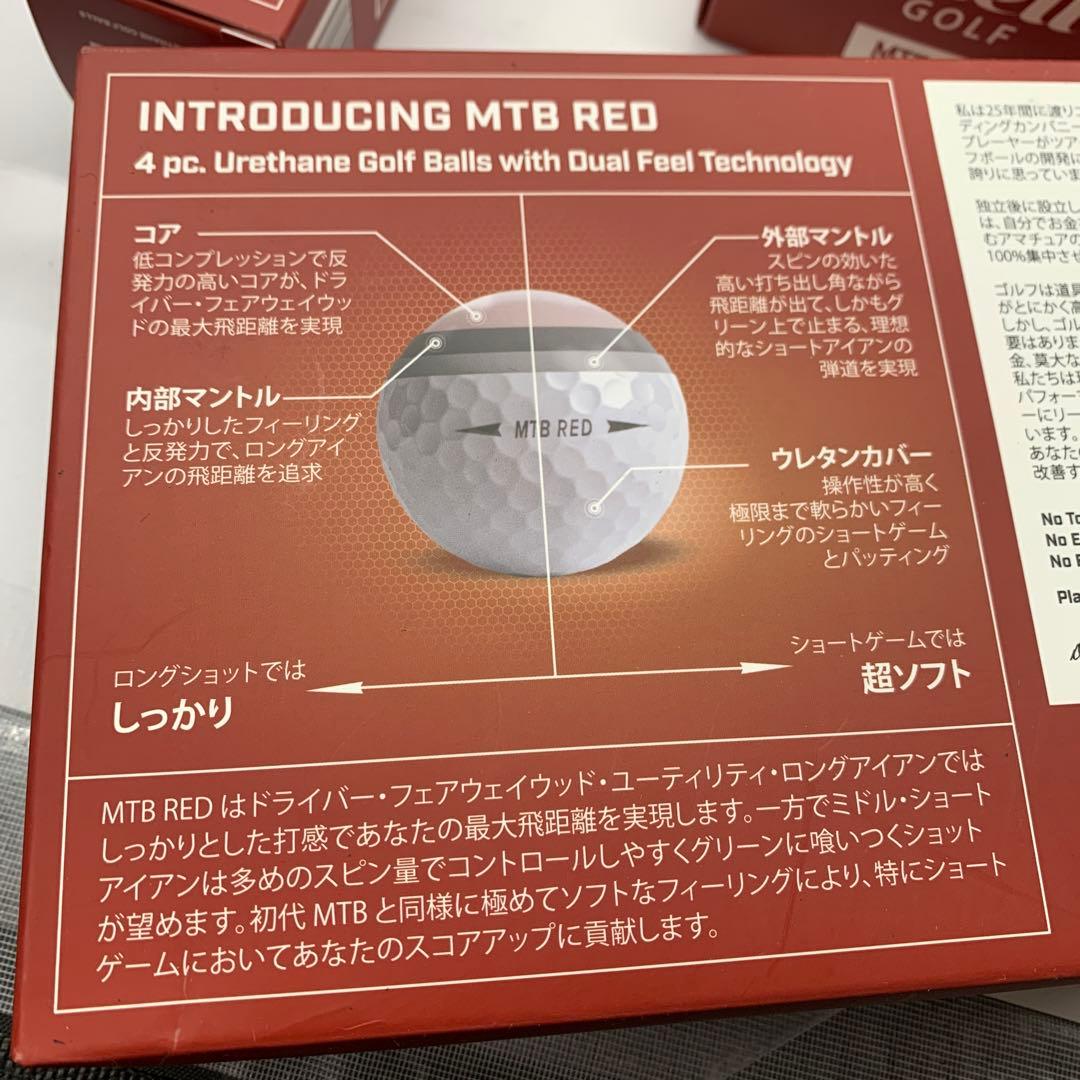 GOLF
INTRODUCING MTB RED
4 pc. Urethane Golf Balls with Dual Feel Technology
コア
低コンプレッションで反
発力の高いコアが、ドラ
イバー・フェアウェイウッ
ドの最大飛距離を実現
内部マントル
しっかりしたフィーリング
と反発力で、ロングアイ
アンの飛距離を追求
外部マントル
スピンの効いた
高い打ち出し角ながら
飛距離が出て、しかもグ
リーン上で止まる、理想
的なショートアイアンの
弾道を実現
MTB RED
ウレタンカバー
操作性が高く
極限まで軟らかいフィー
リングのショートゲーム
とパッティング
ロングショットでは
しっかり
ショートゲームでは
超ソフト
MTB RED はドライバー・フェアウェイウッド・ユーティリティ・ロングアイアンでは
しっかりとした打感であなたの最大飛距離を実現します。一方でミドル・ショート
アイアンは多めのスピン量でコントロールしやすくグリーンに喰いつくショット
が望めます。初代 MTB と同様に極めてソフトなフィーリングにより、特にショート
ゲームにおいてあなたのスコアアップに貢献します。
私は25年間に渡り
ディングカンパニー
プレーヤーがツア
フボールの開発に
誇りに思っていま
独立後に設立し
は、自分でお金
むアマチュアの
100%集中させ
ゴルフは道具
がとにかく高
しかし、ゴル
要はありま
金、莫大な
私たちは
パフォー
ーにリー
います。
あなた
改善す
No
No
No